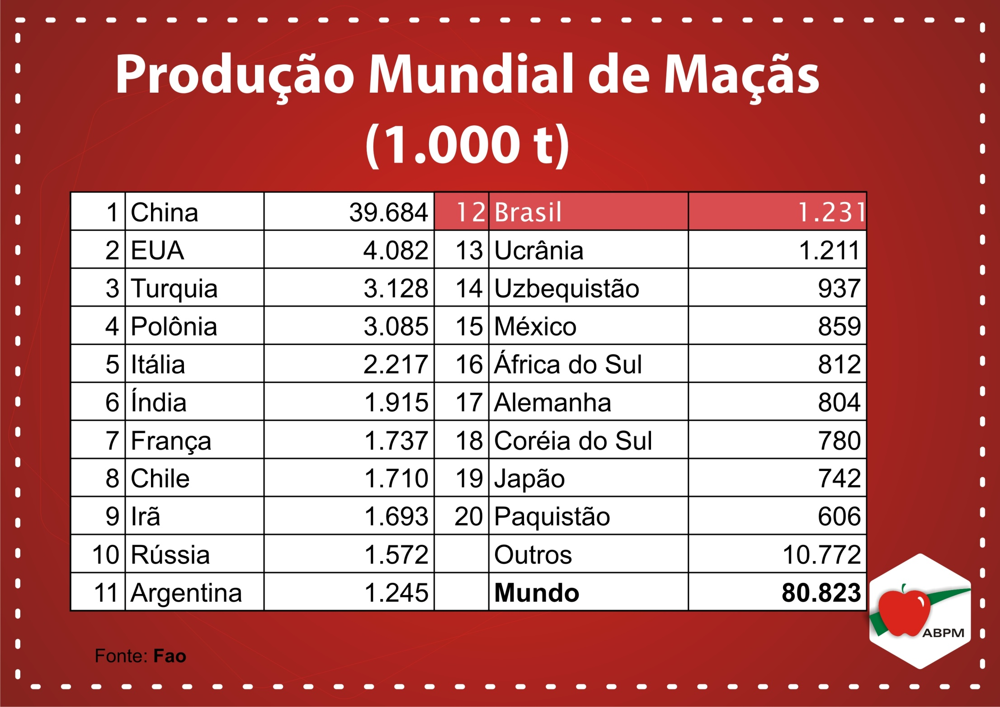 Produção Mundial de Maçãs
(1.000 t)
1 China 39.684 12 Brasil 1.231
2 EUA 4.082 13 Ucrânia 1.211
3 Turquia 3.128 14 Uzbequistão 937
4 Polônia 3.085 15 México 859
5 Itália 2.217 16 África do Sul 812
6 Índia 1.915 17 Alemanha 804
7 França 1.737 18 Coréia do Sul 780
8 Chile 1.710 19 Japão 742
9 Irã 1.693 20 Paquistão 606
10 Rússia 1.572 Outros 10.772
11 Argentina 1.245 Mundo 80.823
ABPM
Fonte: Fao